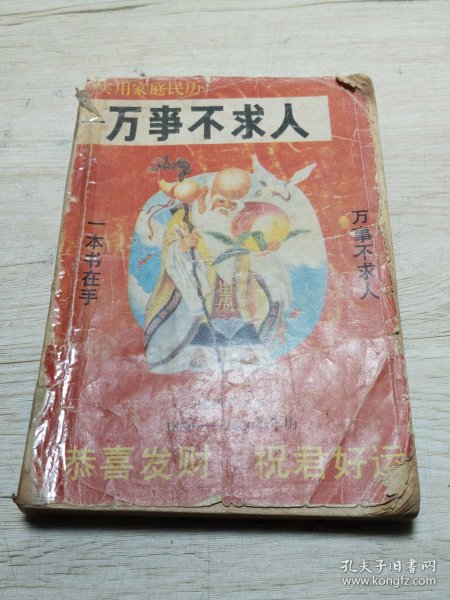 实用家庭民历
万事不求人
一本书在手
万事不求人
恭喜发财 祝君好运
孔夫子旧书网
www.kongfz.com